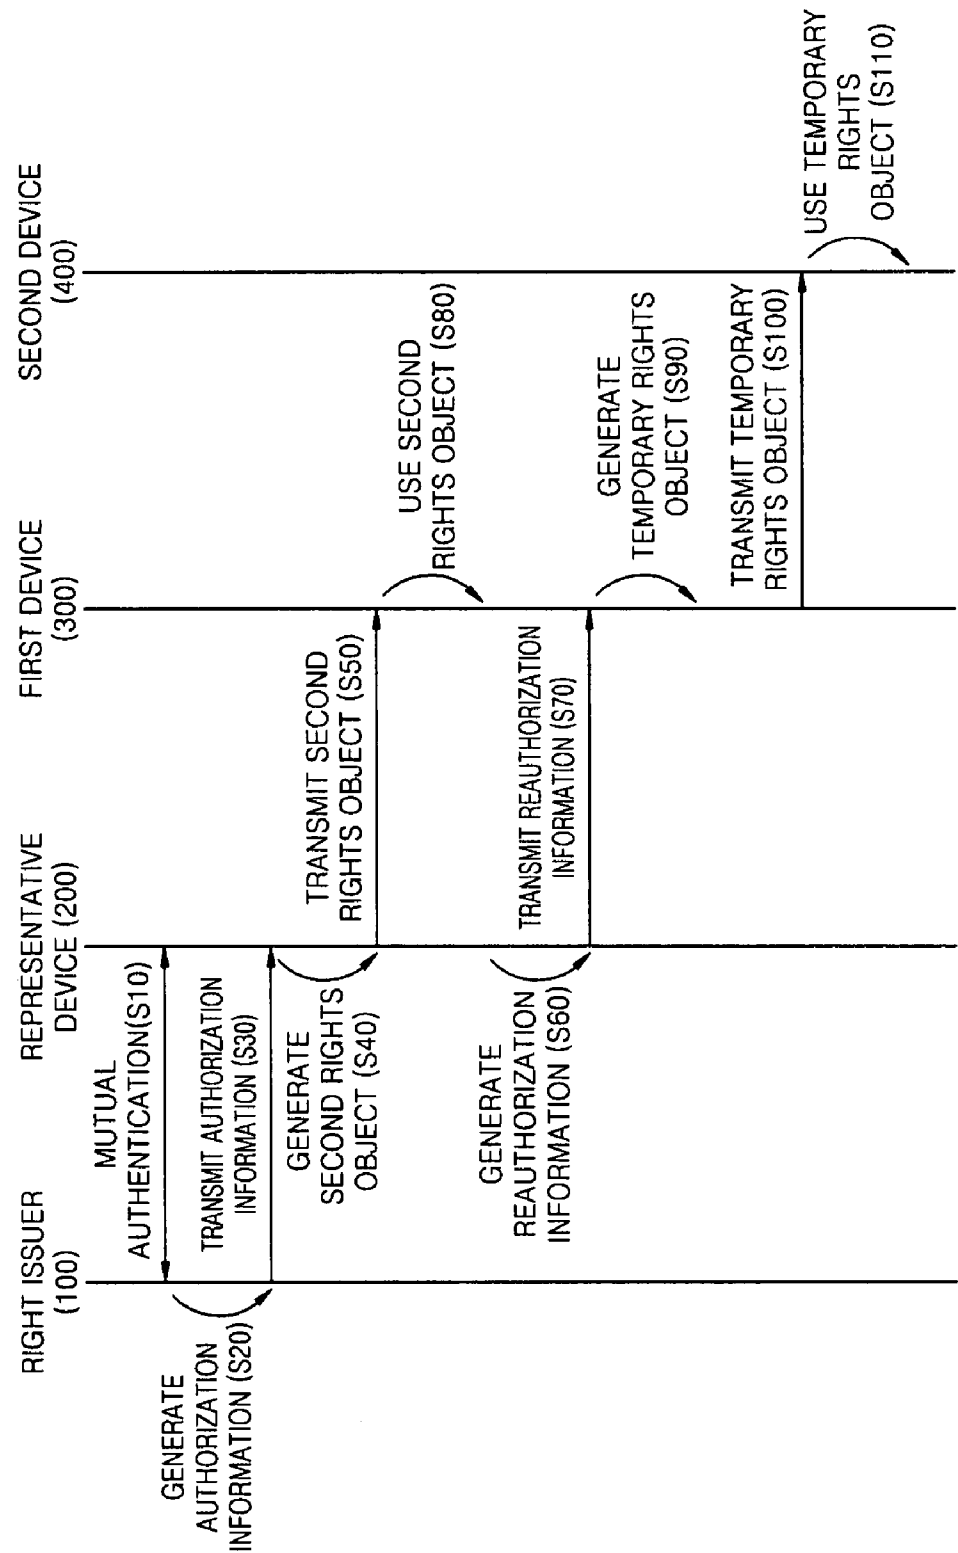 RIGHT ISSUER
(100)
REPRESENTATIVE
DEVICE (200)
FIRST DEVICE
(300)
SECOND DEVICE
(400)
MUTUAL
AUTHENTICATION(S10)
GENERATE
AUTHORIZATION
INFORMATION (S20)
TRANSMIT AUTHORIZATION
INFORMATION (S30)
GENERATE
SECOND RIGHTS
OBJECT (S40)
TRANSMIT SECOND
RIGHTS OBJECT (S50)
USE SECOND
RIGHTS OBJECT (S80)
GENERATE
REAUTHORIZATION
INFORMATION (S60)
TRANSMIT REAUTHORIZATION
INFORMATION (S70)
GENERATE
TEMPORARY RIGHTS
OBJECT (S90)
TRANSMIT TEMPORARY
RIGHTS OBJECT (S100)
USE TEMPORARY
RIGHTS
OBJECT (S110)